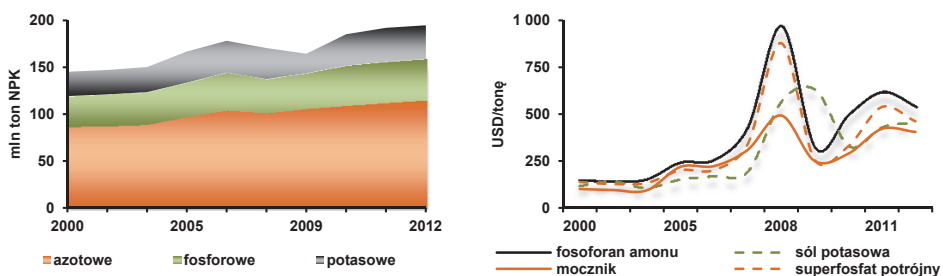 mln ton NPK
200
150
100
50
0
2000 2005 2009 2012
azotowe fosforowe potasowe
USD/tonę
1 000
750
500
250
0
2000 2005 2008 2011
fosoforan amonu sól potasowa
mocznik superfosfat potrójny